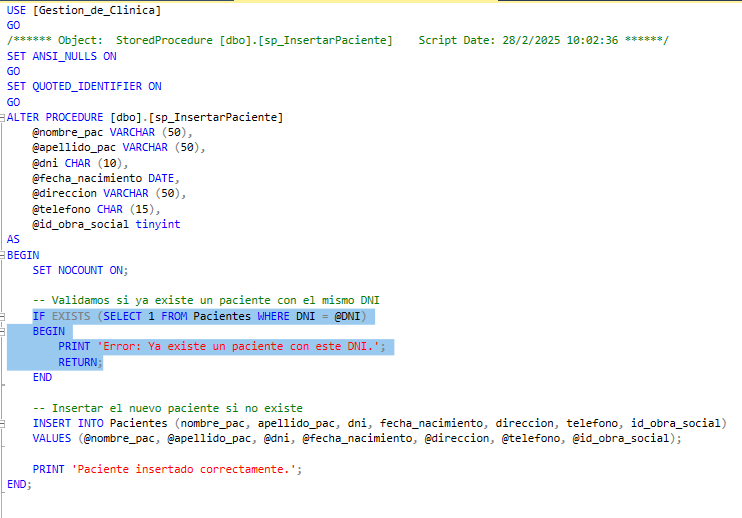 USE [Gestion_de_Clinica]
GO
/****** Object:  StoredProcedure [dbo].[sp_InsertarPaciente]    Script Date: 28/2/2025 10:02:36 ******/
SET ANSI_NULLS ON
GO
SET QUOTED_IDENTIFIER ON
GO
ALTER PROCEDURE [dbo].[sp_InsertarPaciente]
    @nombre_pac VARCHAR (50),
    @apellido_pac VARCHAR (50),
    @dni CHAR (10),
    @fecha_nacimiento DATE,
    @direccion VARCHAR (50),
    @telefono CHAR (15),
    @id_obra_social tinyint
AS
BEGIN
    SET NOCOUNT ON;

    -- Validamos si ya existe un paciente con el mismo DNI
    IF EXISTS (SELECT 1 FROM Pacientes WHERE DNI = @DNI)
    BEGIN
        PRINT 'Error: Ya existe un paciente con este DNI.';
        RETURN;
    END

    -- Insertar el nuevo paciente si no existe
    INSERT INTO Pacientes (nombre_pac, apellido_pac, dni, fecha_nacimiento, direccion, telefono, id_obra_social)
    VALUES (@nombre_pac, @apellido_pac, @dni, @fecha_nacimiento, @direccion, @telefono, @id_obra_social);

    PRINT 'Paciente insertado correctamente.';
END;